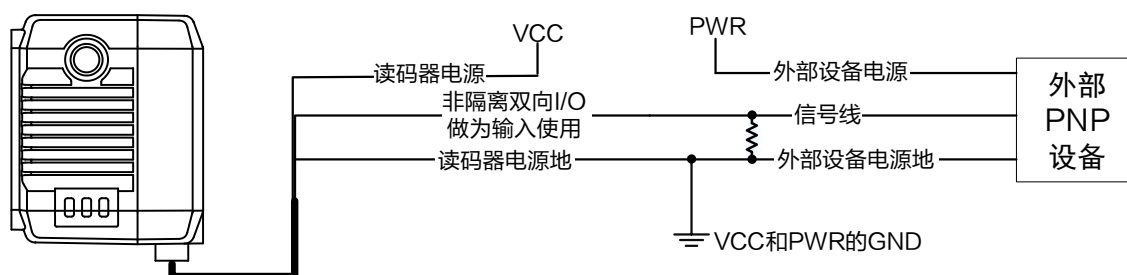 VCC
PWR
读码器电源
外部设备电源
非隔离双向I/O
做为输入使用
信号线
读码器电源地
外部设备电源地
外部
PNP
设备
VCC和PWR的GND